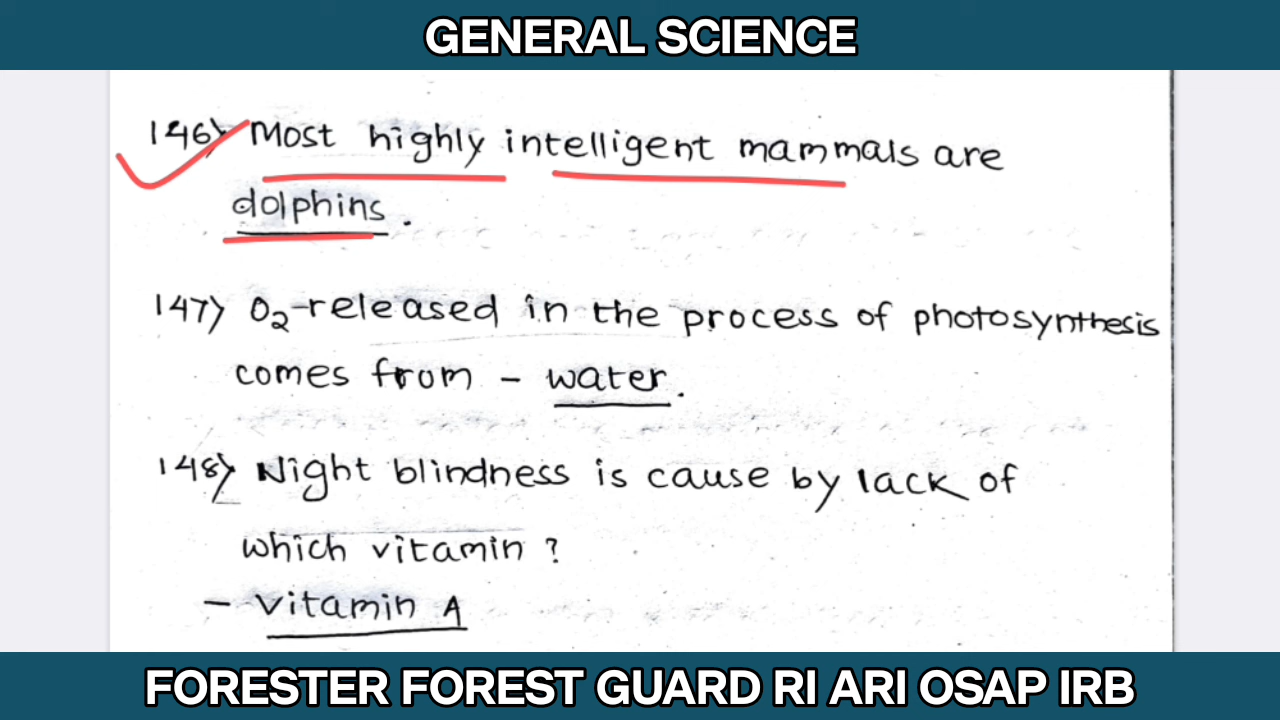 GENERAL SCIENCE
146) Most highly intelligent mammals are
dolphins.
147) O₂-released in the process of photosynthesis
comes from - water.
148) Night blindness is cause by lack of
which vitamin ?
- vitamin A
FORESTER FOREST GUARD RI ARI OSAP IRB